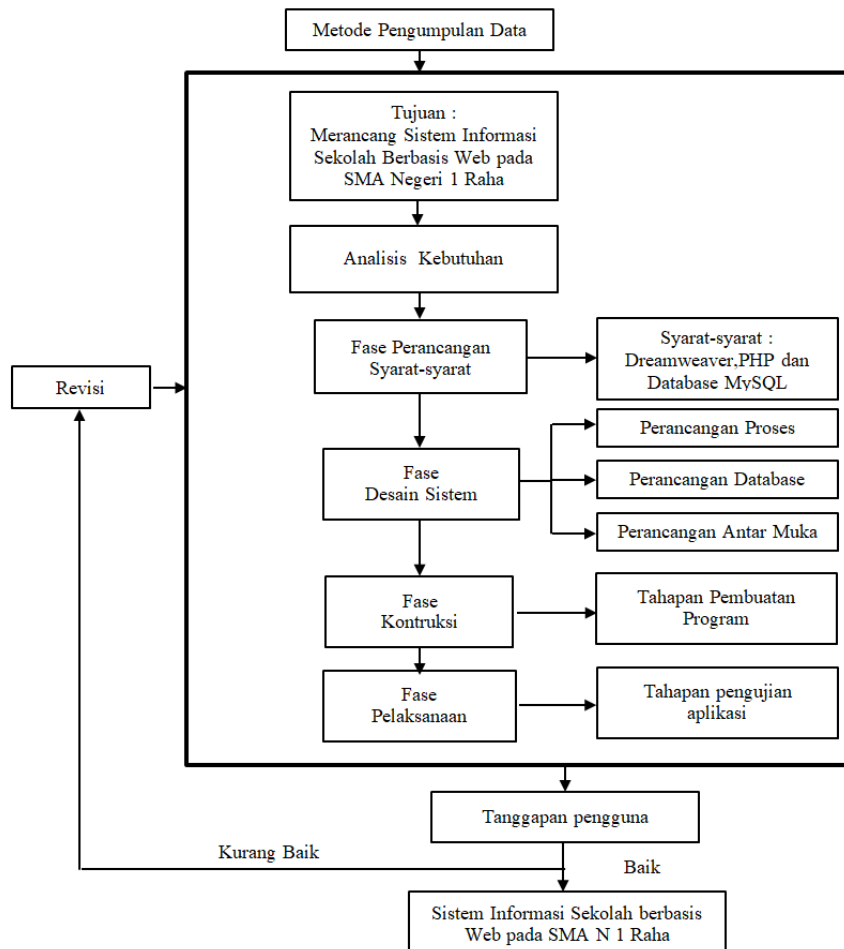 Metode Pengumpulan Data
Tujuan :
Merancang Sistem Informasi
Sekolah Berbasis Web pada
SMA Negeri 1 Raha
Analisis Kebutuhan
Fase Perancangan
Syarat-syarat
Syarat-syarat :
Dreamweaver,PHP dan
Database MySQL
Revisi
Perancangan Proses
Fase
Desain Sistem
Perancangan Database
Perancangan Antar Muka
Fase
Kontruksi
Tahapan Pembuatan
Program
Fase
Pelaksanaan
Tahapan pengujian
aplikasi
Tanggapan pengguna
Kurang Baik
Baik
Sistem Informasi Sekolah berbasis
Web pada SMA N 1 Raha